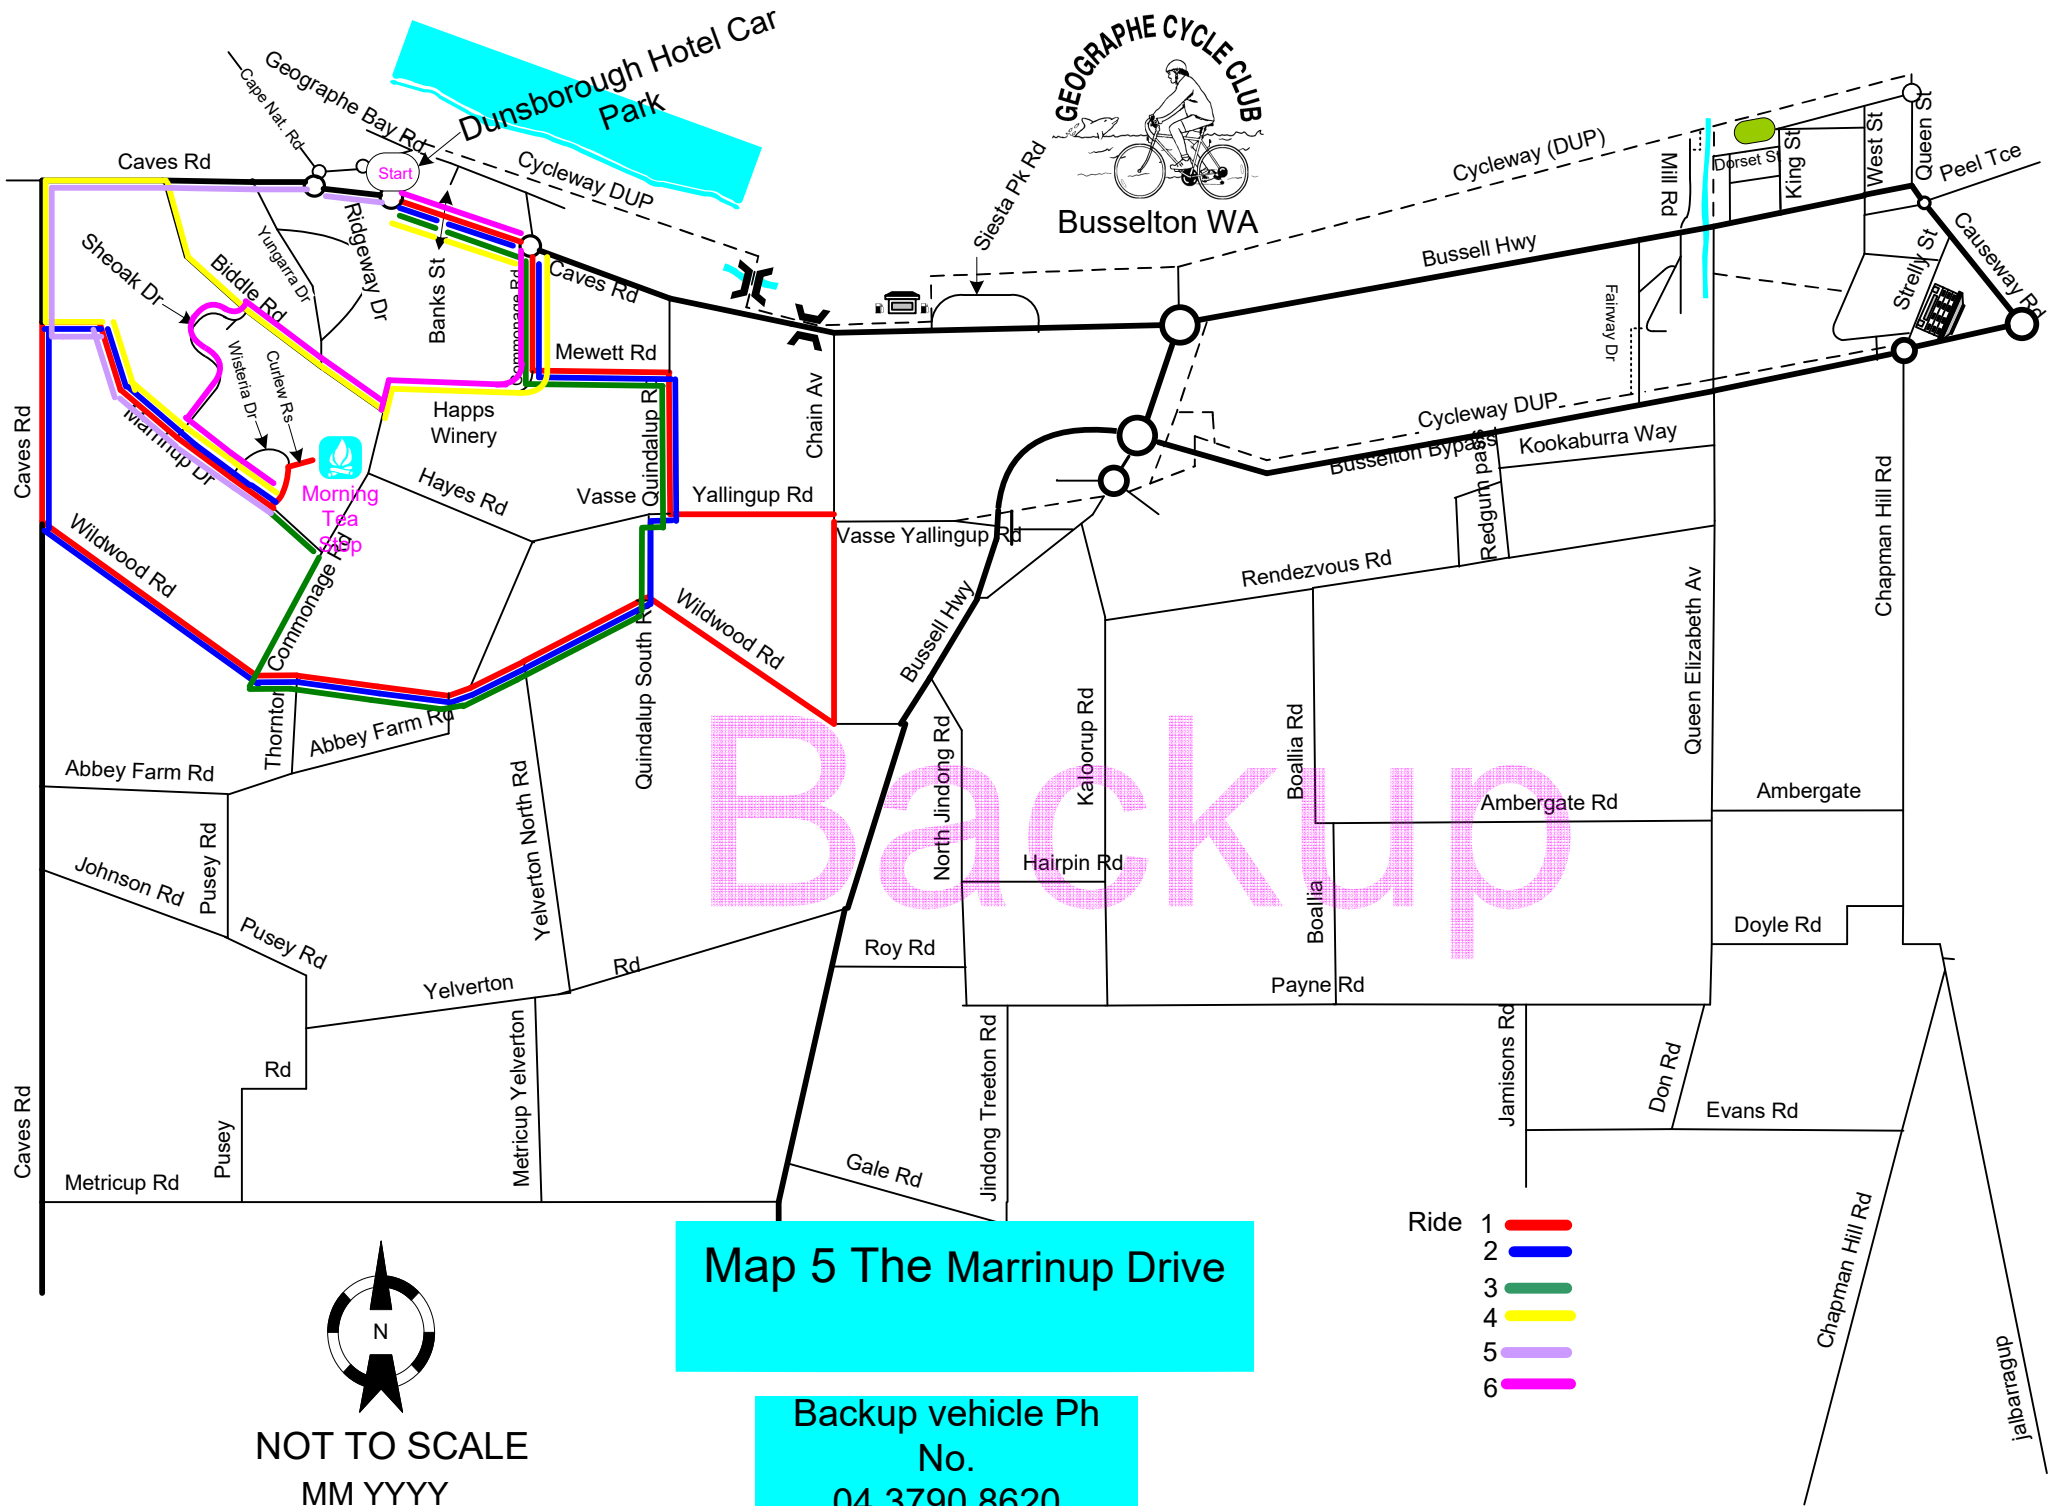 GEOGRAPHE CYCLE CLUB
Busselton WA
Dunsborough Hotel Car
Park
Geographe Bay Rd
Cape Nat. Rd
Caves Rd
Start
Cycleway DUP
Siesta Pk Rd
Cycleway (DUP)
Mill Rd
Dorset St
King St
West St
Queen St
Peel Tce
Causeway Rd
Strelly St
Bussell Hwy
Fairway Dr
Sheoak Dr
Biddle Rd
Yungarra Dr
Ridgeway Dr
Banks St
Commonage Rd
Caves Rd
Mewett Rd
Wisteria Dr
Curlew Rs
Marrinup Dr
Happs
Winery
Quindalup Rd
Chain Av
Caves Rd
Morning
Tea
Stop
Hayes Rd
Vasse
Yallingup Rd
Vasse Yallingup Rd
Cycleway DUP
Busselton Bypass
Redgum pass
Kookaburra Way
Chapman Hill Rd
Wildwood Rd
Commonage Rd
Wildwood Rd
Quindalup South R
Bussell Hwy
Rendezvous Rd
Queen Elizabeth Av
Thornton
Abbey Farm Rd
Abbey Farm Rd
Yelverton North Rd
North Jindong Rd
Kaloorup Rd
Boallia Rd
Ambergate Rd
Ambergate
Backup
Johnson Rd
Pusey Rd
Hairpin Rd
Boallia
Doyle Rd
Pusey Rd
Yelverton
Rd
Roy Rd
Payne Rd
Rd
Pusey
Metricup Yelverton
Jindong Treeton Rd
Jamisons Rd
Don Rd
Evans Rd
Caves Rd
Metricup Rd
Gale Rd
Chapman Hill Rd
jalbarragup
Map 5 The Marrinup Drive
Ride 1
2
3
4
5
6
N
NOT TO SCALE
MM YYYY
Backup vehicle Ph
No.
04 3790 8620